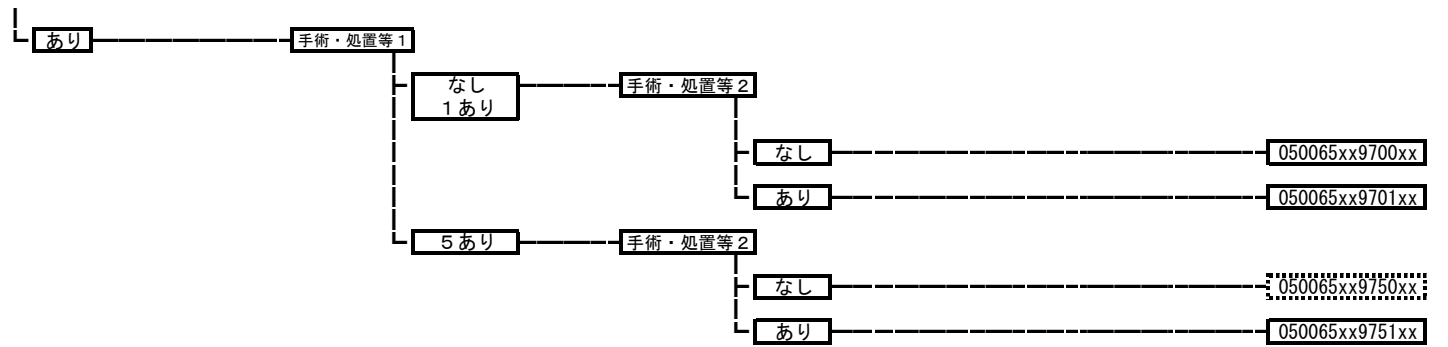 あり
手術・処置等1
なし
1あり
手術・処置等2
なし
050065xx9700xx
あり
050065xx9701xx
5あり
手術・処置等2
なし
050065xx9750xx
あり
050065xx9751xx